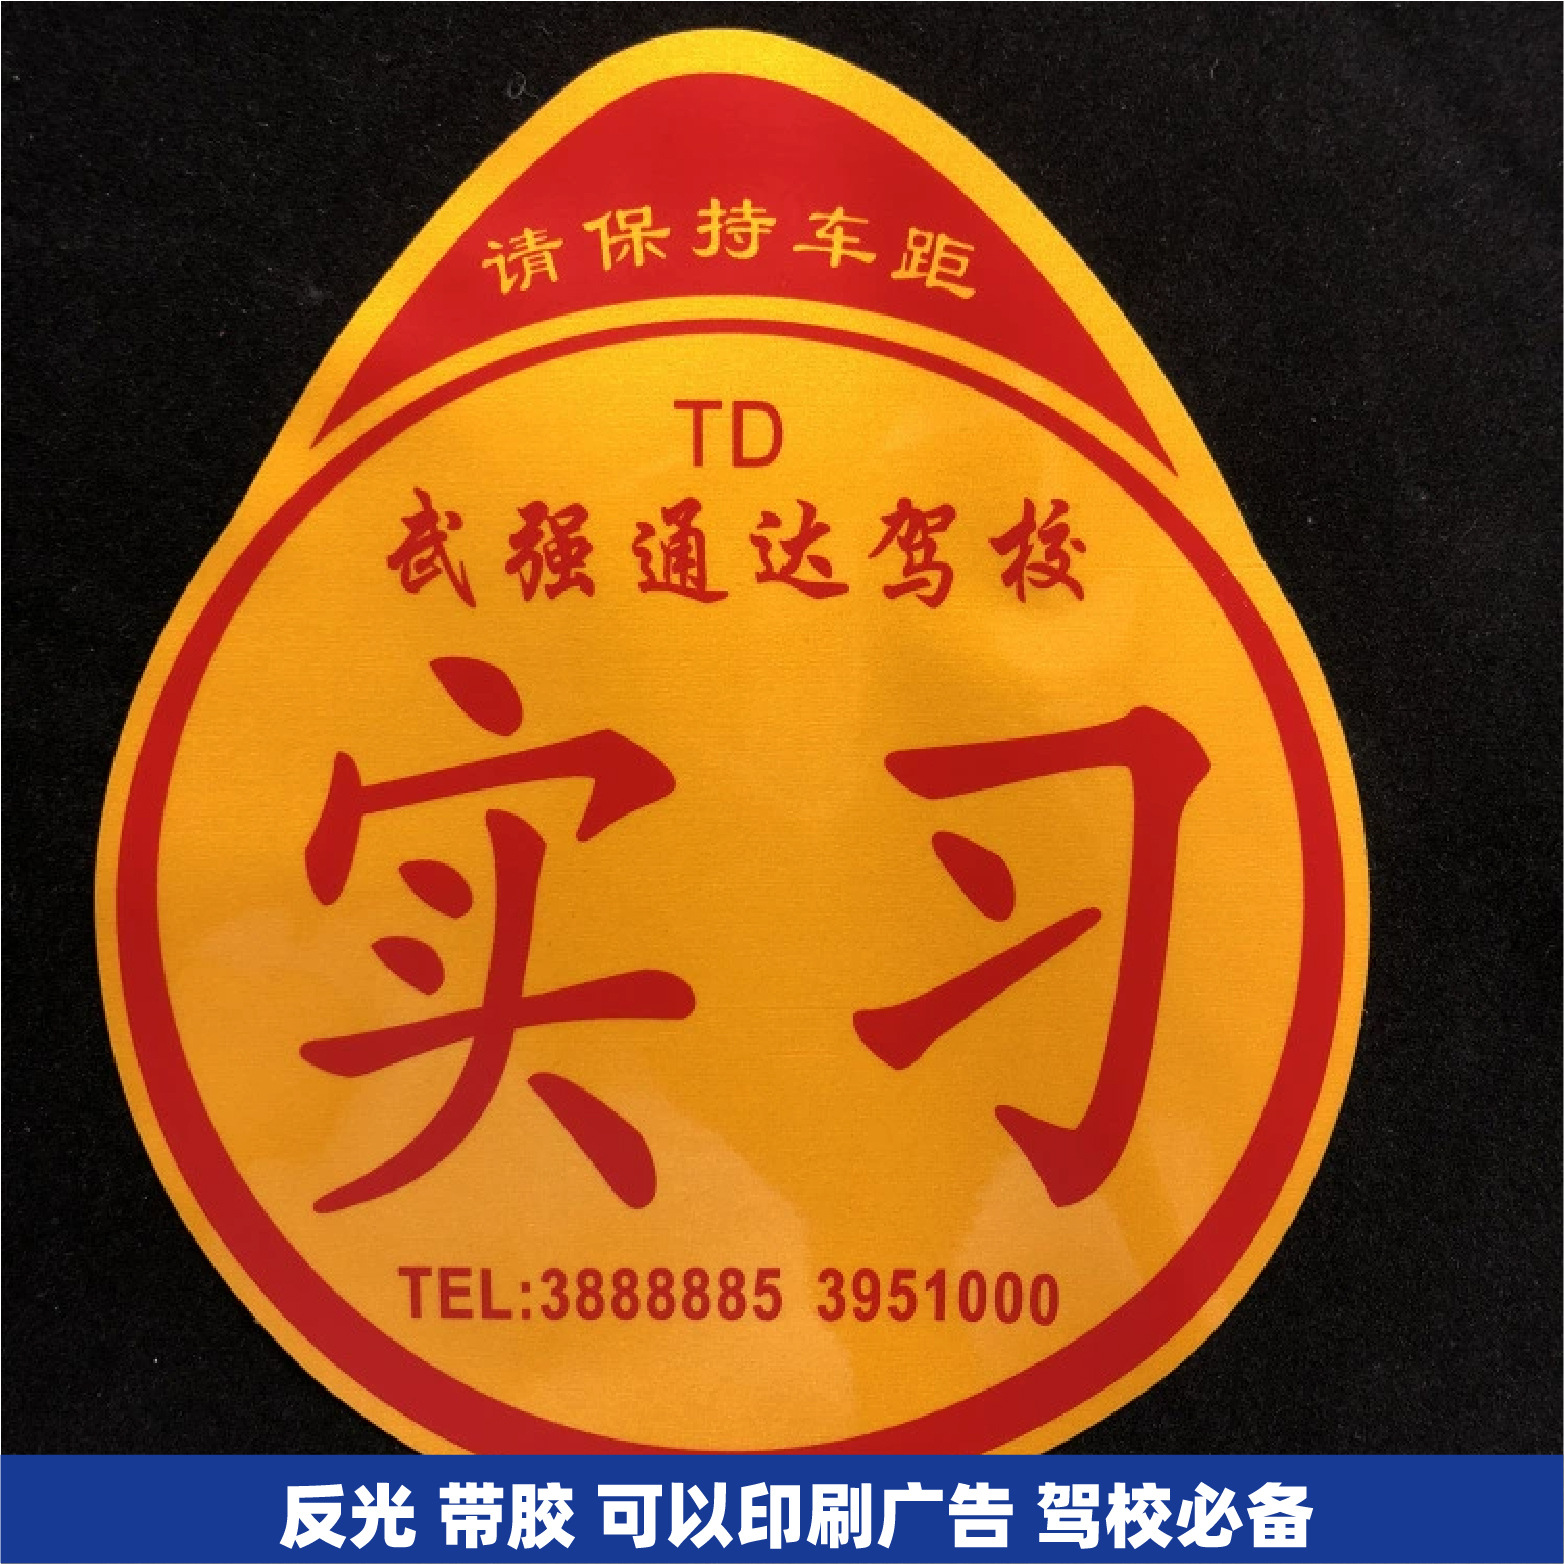 请保持车距
TD
武强通达驾校
实习
TEL:3888885 3951000
反光 带胶 可以印刷广告 驾校必备